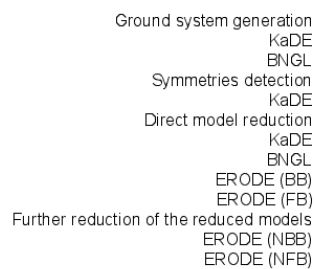 Ground system generation
KaDE
BNGL
Symmetries detection
KaDE
Direct model reduction
KaDE
BNGL
ERODE (BB)
ERODE (FB)
Further reduction of the reduced models
ERODE (NBB)
ERODE (NFB)